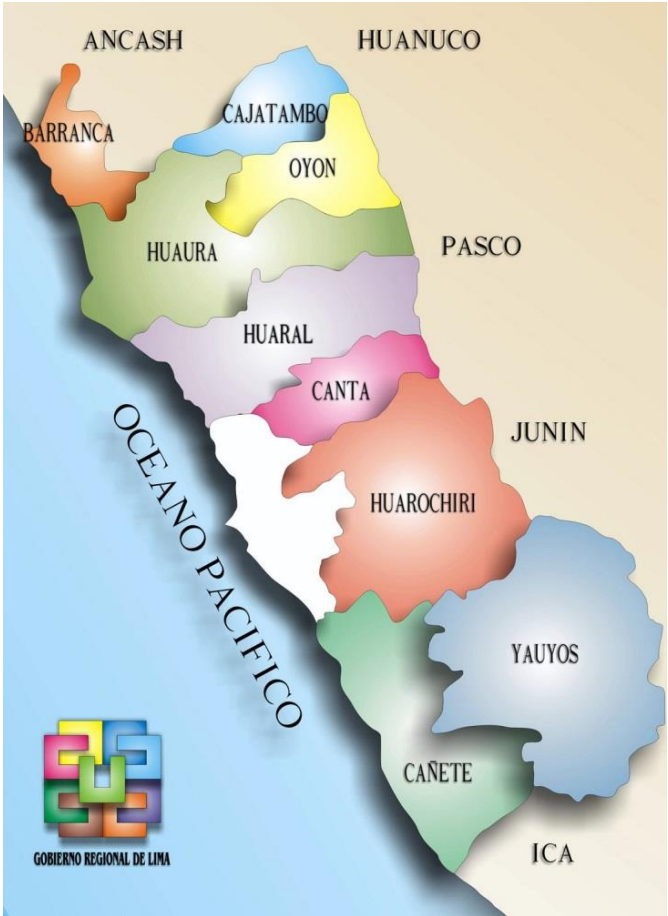 ANCASH
HUANUCO
CAJATAMBO
BARRANCA
OYON
HUAURA
PASCO
HUARAL
CANTA
JUNIN
OCEANO PACIFICO
HUAROCHIRI
YAUYOS
CAÑETE
ICA
GOBIERNO REGIONAL DE LIMA